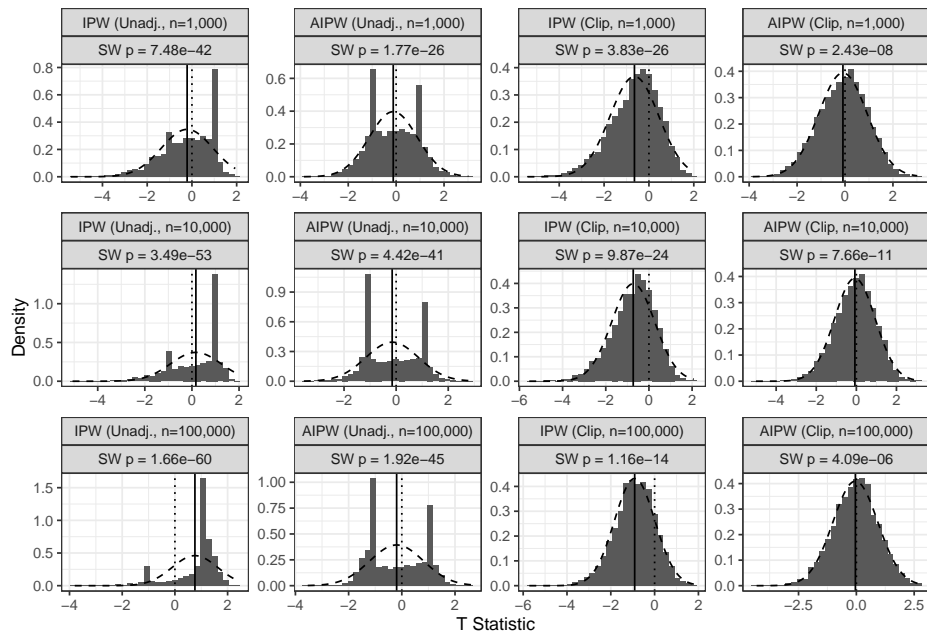 IPW (Unadj., n=1,000)
AIPW (Unadj., n=1,000)
IPW (Clip, n=1,000)
AIPW (Clip, n=1,000)
SW p = 7.48e−42
SW p = 1.77e−26
SW p = 3.83e−26
SW p = 2.43e−08
0.8
0.6
0.4
0.2
0.0
−4 −2 0 2
0.6
0.4
0.2
0.0
−2 0 2
0.4
0.3
0.2
0.1
0.0
−4 −2 0 2
0.4
0.3
0.2
0.1
0.0
−2 0 2
IPW (Unadj., n=10,000)
AIPW (Unadj., n=10,000)
IPW (Clip, n=10,000)
AIPW (Clip, n=10,000)
SW p = 3.49e−53
SW p = 4.42e−41
SW p = 9.87e−24
SW p = 7.66e−11
Density
1.0
0.5
0.0
−4 −2 0 2
0.9
0.6
0.3
0.0
−2 0 2
0.4
0.3
0.2
0.1
0.0
−6 −4 −2 0 2
0.4
0.3
0.2
0.1
0.0
−4 −2 0 2
IPW (Unadj., n=100,000)
AIPW (Unadj., n=100,000)
IPW (Clip, n=100,000)
AIPW (Clip, n=100,000)
SW p = 1.66e−60
SW p = 1.92e−45
SW p = 1.16e−14
SW p = 4.09e−06
1.5
1.0
0.5
0.0
−4 −2 0 2
1.00
0.75
0.50
0.25
0.00
−4 −2 0 2
0.4
0.3
0.2
0.1
0.0
−6 −4 −2 0 2
0.4
0.3
0.2
0.1
0.0
−2.5 0.0 2.5
T Statistic